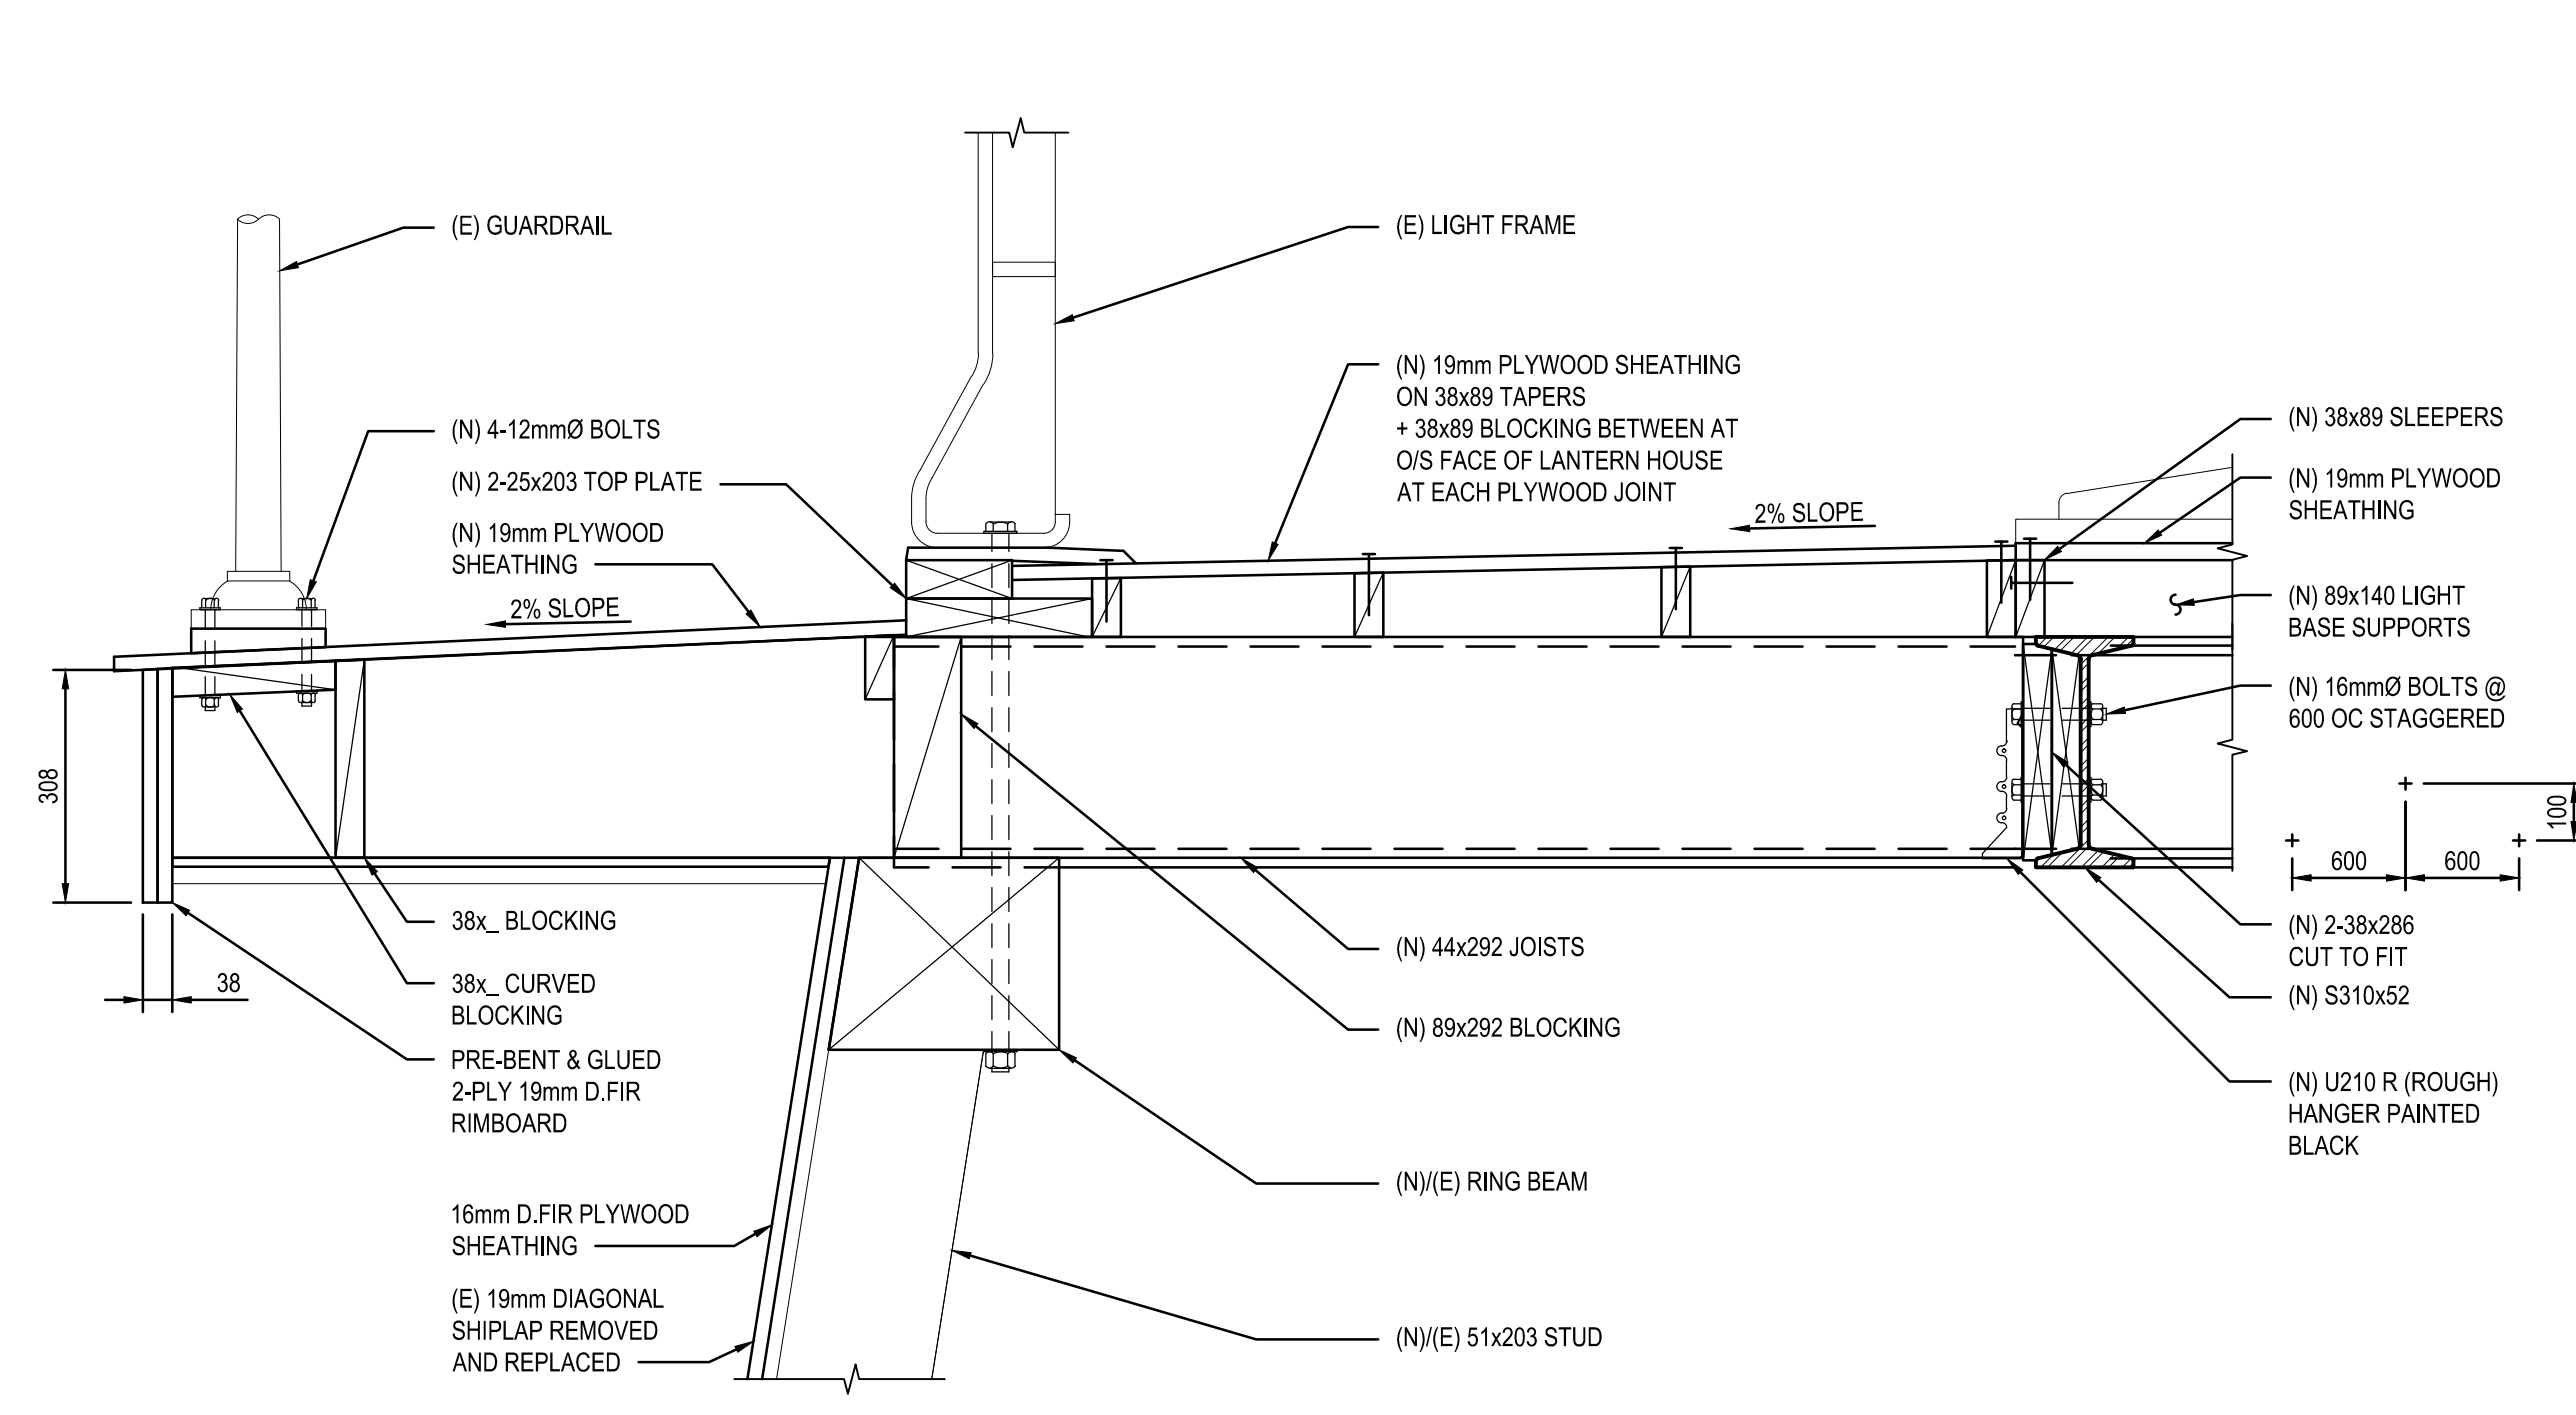 (E) GUARDRAIL
(N) 4-12mmØ BOLTS
(N) 2-25x203 TOP PLATE
(N) 19mm PLYWOOD
SHEATHING
2% SLOPE
308
38
38x_ BLOCKING
38x_ CURVED
BLOCKING
PRE-BENT & GLUED
2-PLY 19mm D.FIR
RIMBOARD
16mm D.FIR PLYWOOD
SHEATHING
(E) 19mm DIAGONAL
SHIPLAP REMOVED
AND REPLACED
(E) LIGHT FRAME
(N) 19mm PLYWOOD SHEATHING
ON 38x89 TAPERS
+ 38x89 BLOCKING BETWEEN AT
O/S FACE OF LANTERN HOUSE
AT EACH PLYWOOD JOINT
2% SLOPE
(N) 44x292 JOISTS
(N) 89x292 BLOCKING
(N)/(E) RING BEAM
(N)/(E) 51x203 STUD
(N) 38x89 SLEEPERS
(N) 19mm PLYWOOD
SHEATHING
(N) 89x140 LIGHT
BASE SUPPORTS
(N) 16mmØ BOLTS @
600 OC STAGGERED
100
600
600
(N) 2-38x286
CUT TO FIT
(N) S310x52
(N) U210 R (ROUGH)
HANGER PAINTED
BLACK